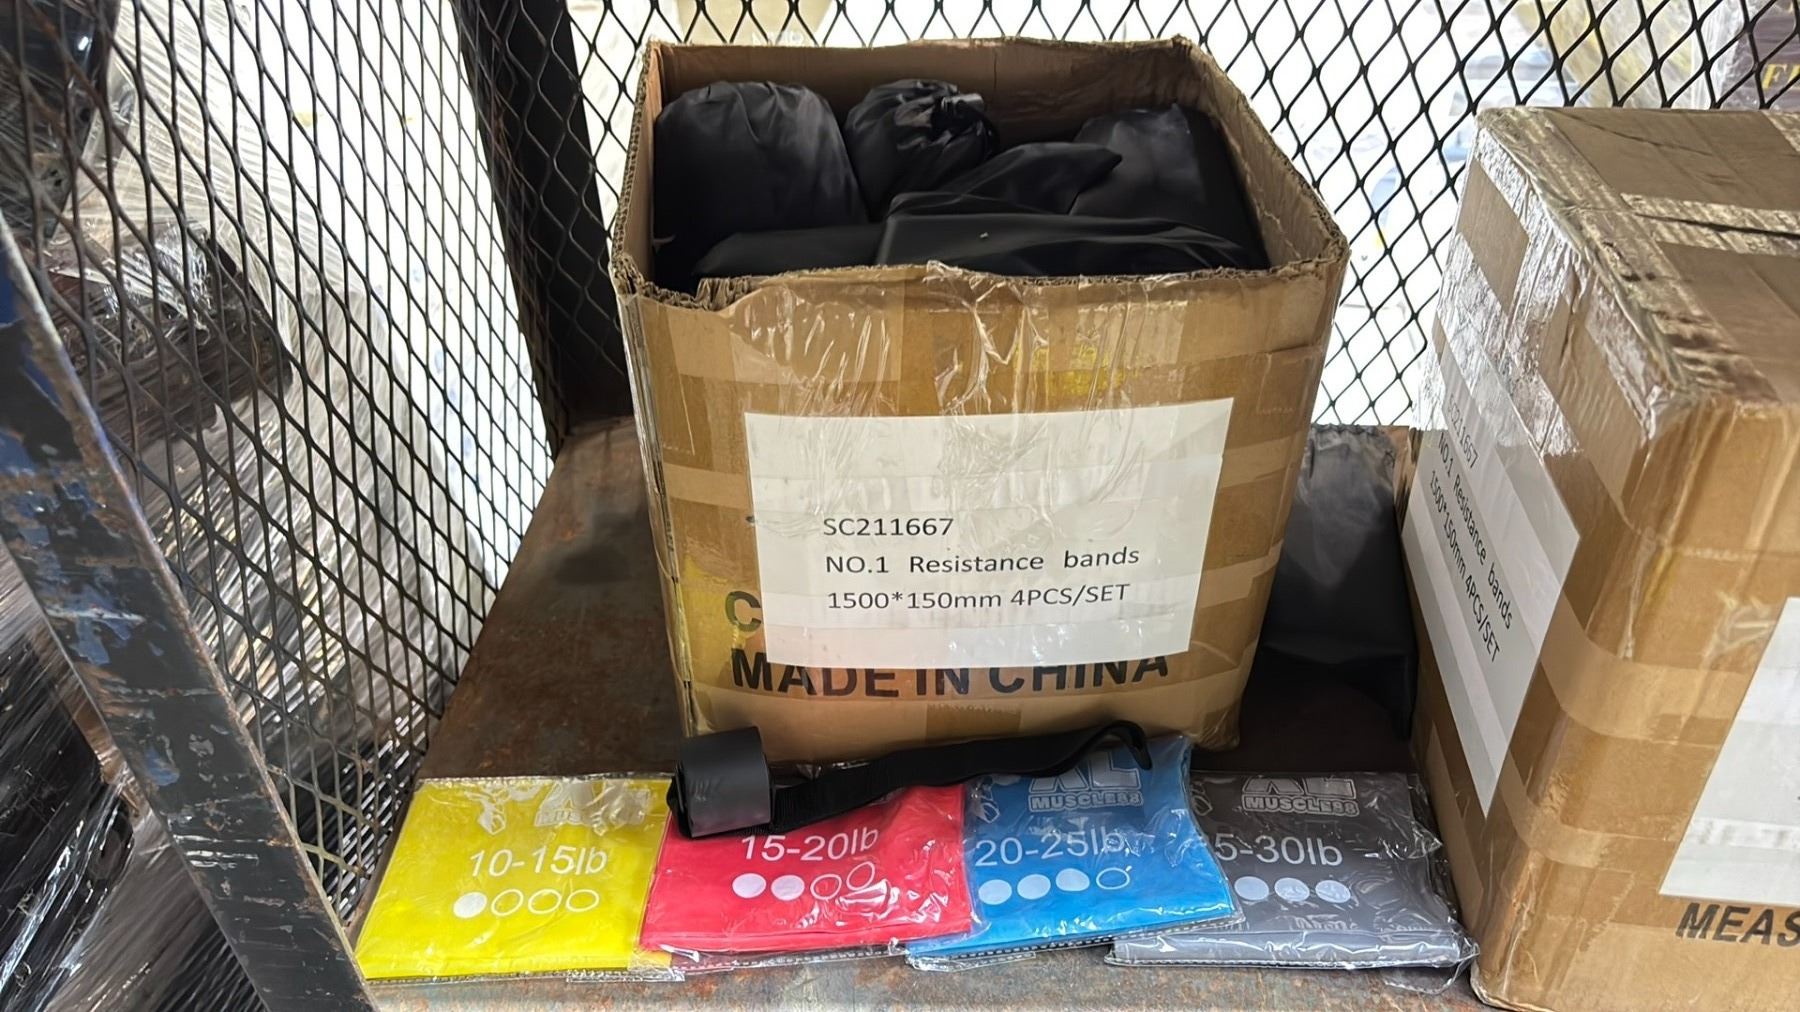 SC211667
NO.1 Resistance bands
1500*150mm 4PCS/SET
C
MADE IN CHINA
SC211667
NO.1 Resistance bands
1500*150mm 4PCS/SET
MEAS
10-15lb
MUSCLE88
15-20lb
MUSCLE88
20-25lb
MUSCLE88
5-30lb